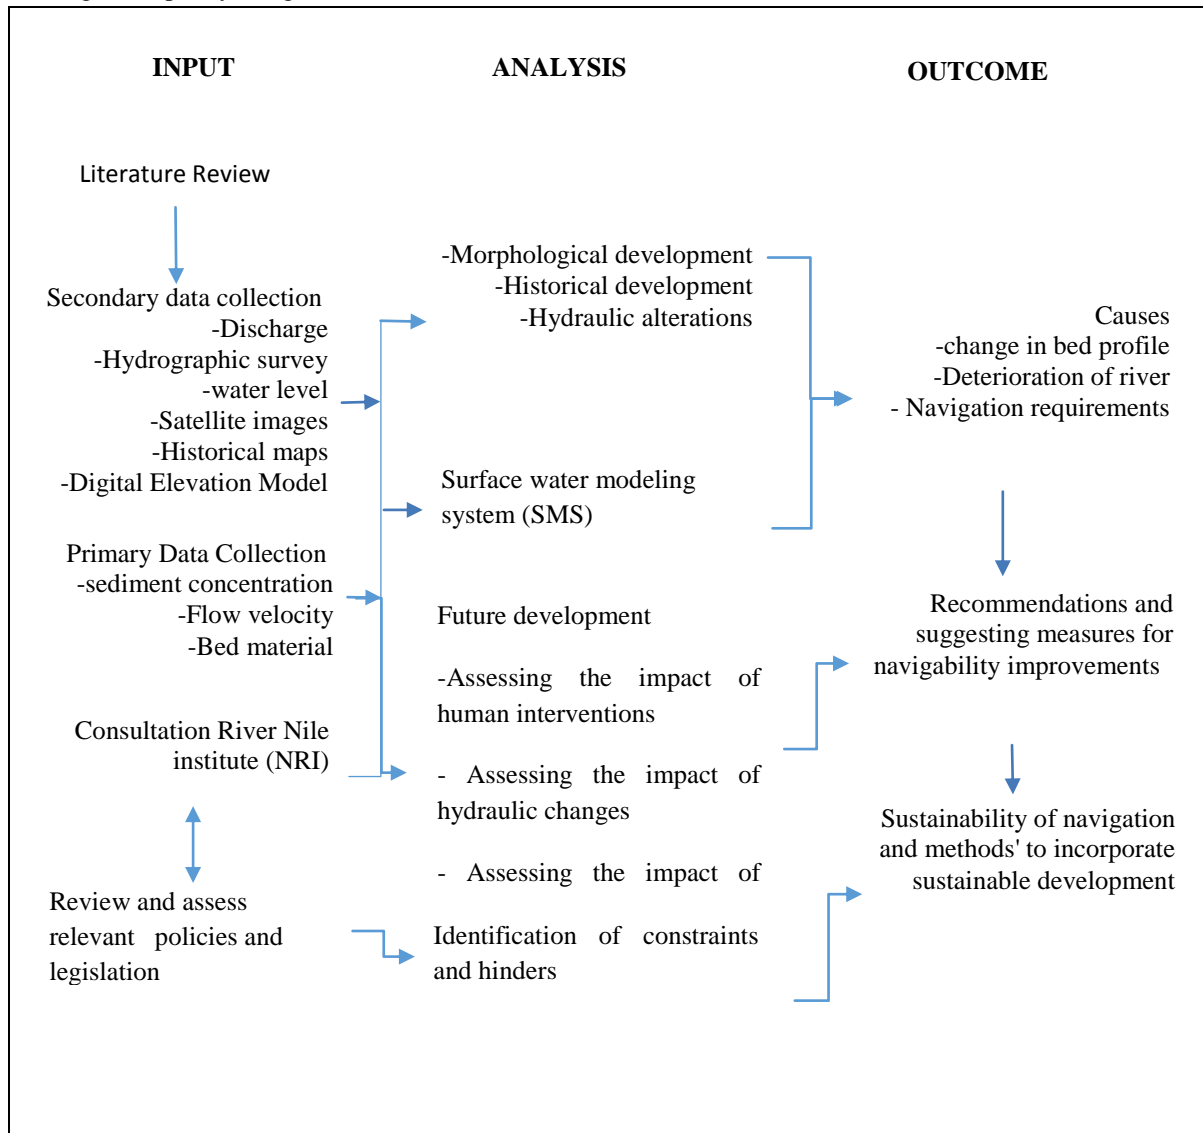 INPUT
ANALYSIS
OUTCOME
Literature Review
Secondary data collection
-Discharge
-Hydrographic survey
-water level
-Satellite images
-Historical maps
-Digital Elevation Model
Primary Data Collection
-sediment concentration
-Flow velocity
-Bed material
Consultation River Nile
institute (NRI)
Review and assess
relevant policies and
legislation
-Morphological development
-Historical development
-Hydraulic alterations
Surface water modeling
system (SMS)
Future development
-Assessing the impact of
human interventions
- Assessing the impact of
hydraulic changes
- Assessing the impact of
Identification of constraints
and hinders
Causes
-change in bed profile
-Deterioration of river
- Navigation requirements
Recommendations and
suggesting measures for
navigability improvements
Sustainability of navigation
and methods' to incorporate
sustainable development